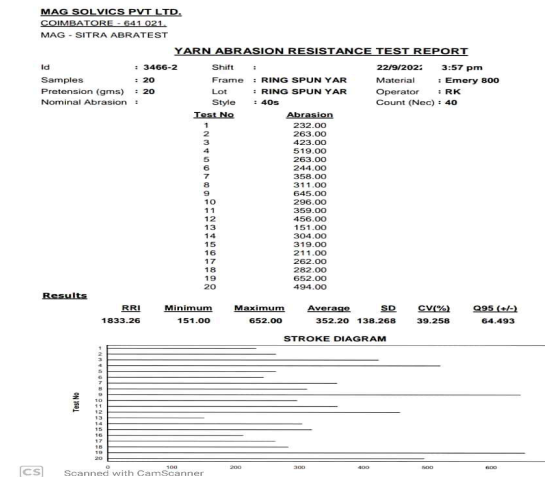 MAG SOLVICS PVT LTD.
COIMBATORE - 641 021.
MAG - SITRA ABRATEST
YARN ABRASION RESISTANCE TEST REPORT
Id : 3466-2 Shift : 22/9/2022 3:57 pm
Samples : 20 Frame : RING SPUN YAR Material : Emery 800
Pretension (gms) : 20 Lot : RING SPUN YAR Operator : RK
Nominal Abrasion : Style : 40s Count (Nec) : 40
Test No Abrasion
1 232.00
2 263.00
3 423.00
4 519.00
5 263.00
6 244.00
7 358.00
8 311.00
9 645.00
10 296.00
11 359.00
12 456.00
13 151.00
14 304.00
15 319.00
16 211.00
17 262.00
18 282.00
19 652.00
20 494.00
Results
RRI Minimum Maximum Average SD CV(%) Q95 (+/-)
1833.26 151.00 652.00 352.20 138.268 39.258 64.493
STROKE DIAGRAM
Test No
1
2
3
4
5
6
7
8
9
10
11
12
13
14
15
16
17
18
19
20
0 100 200 300 400 500 600
CS Scanned with CamScanner